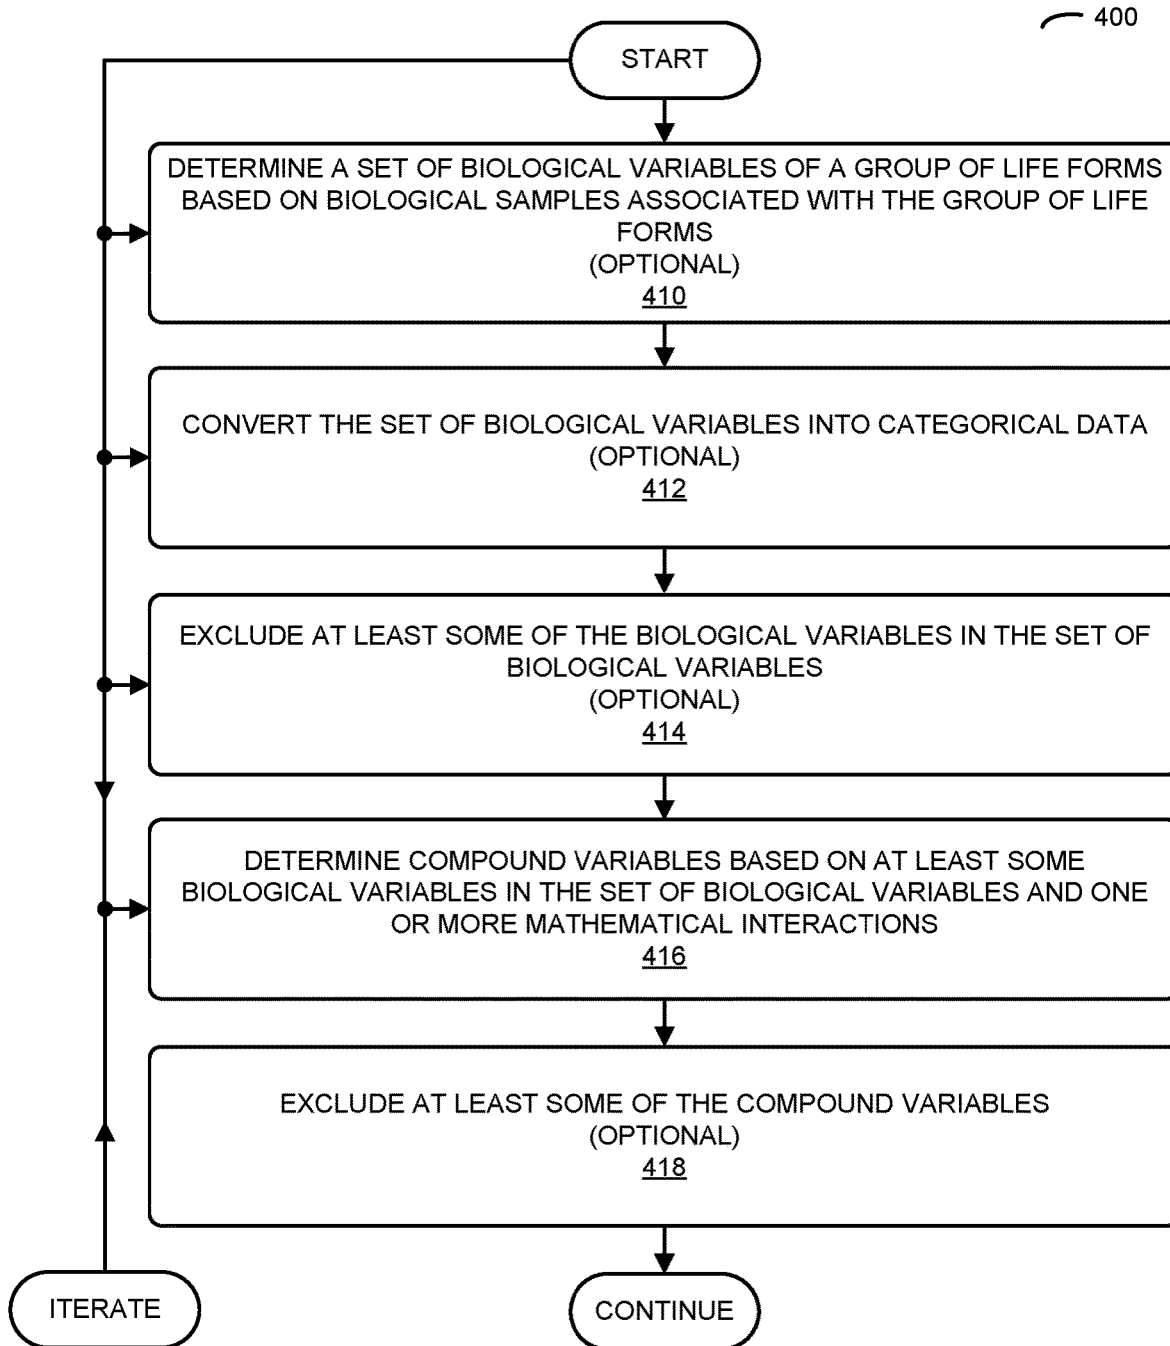 400
START
DETERMINE A SET OF BIOLOGICAL VARIABLES OF A GROUP OF LIFE FORMS
BASED ON BIOLOGICAL SAMPLES ASSOCIATED WITH THE GROUP OF LIFE
FORMS
(OPTIONAL)
410
CONVERT THE SET OF BIOLOGICAL VARIABLES INTO CATEGORICAL DATA
(OPTIONAL)
412
EXCLUDE AT LEAST SOME OF THE BIOLOGICAL VARIABLES IN THE SET OF
BIOLOGICAL VARIABLES
(OPTIONAL)
414
DETERMINE COMPOUND VARIABLES BASED ON AT LEAST SOME
BIOLOGICAL VARIABLES IN THE SET OF BIOLOGICAL VARIABLES AND ONE
OR MORE MATHEMATICAL INTERACTIONS
416
EXCLUDE AT LEAST SOME OF THE COMPOUND VARIABLES
(OPTIONAL)
418
ITERATE
CONTINUE